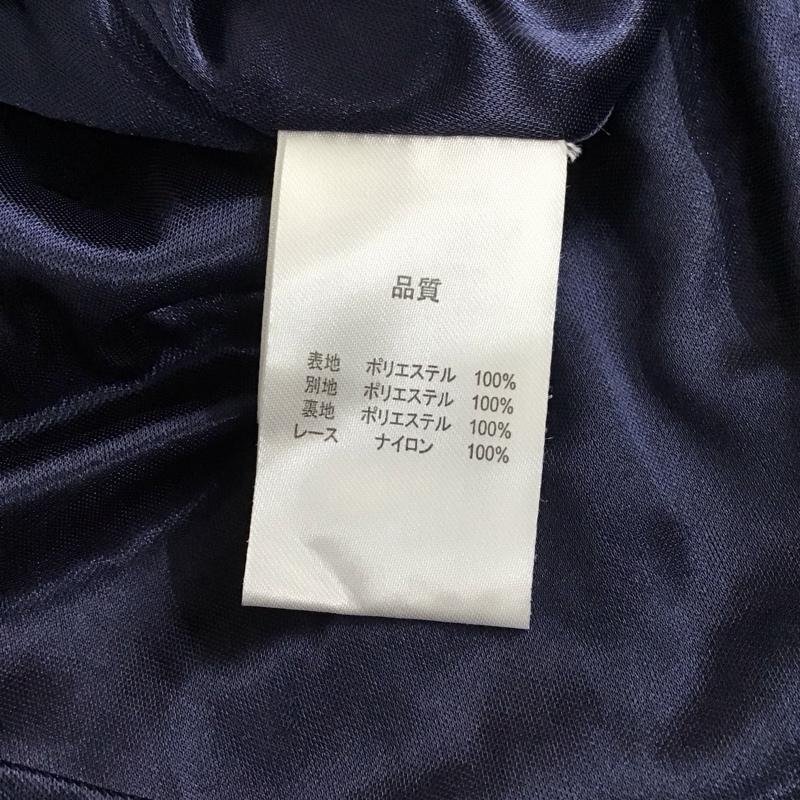 品質
表地 ポリエステル 100%
別地 ポリエステル 100%
裏地 ポリエステル 100%
レース ナイロン 100%